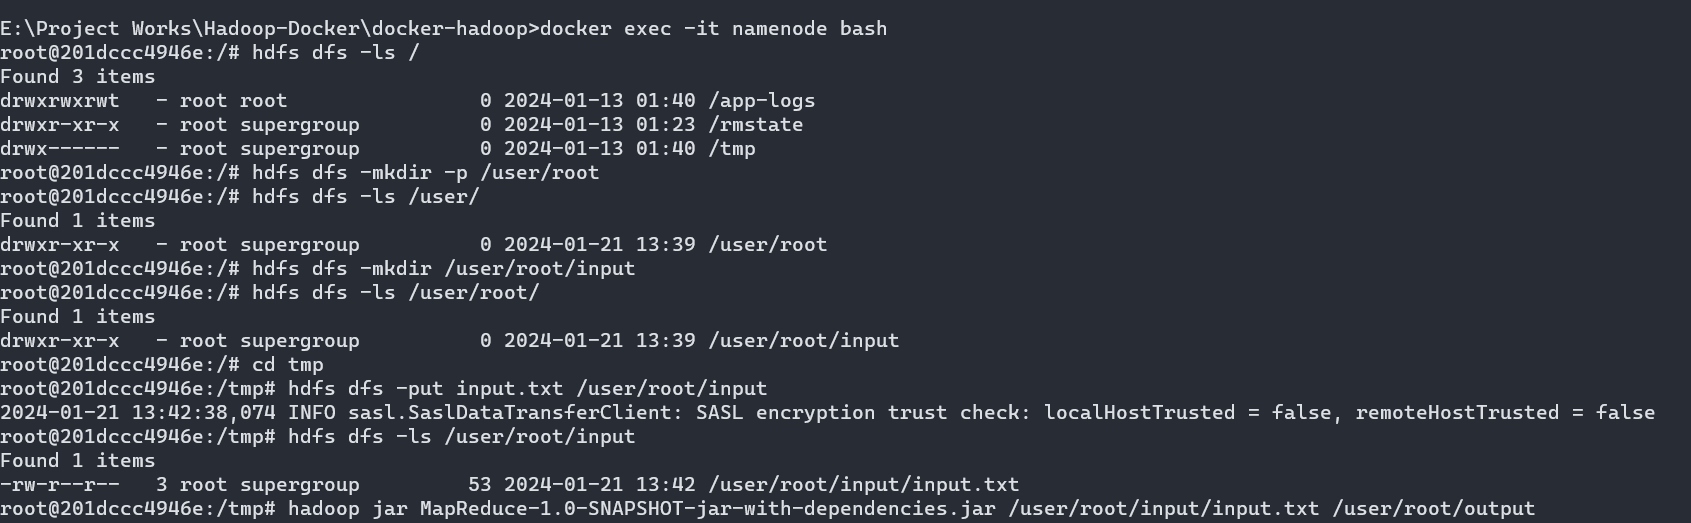 E:\Project Works\Hadoop-Docker\docker-hadoop>docker exec -it namenode bash
root@201dccc4946e:/# hdfs dfs -ls /
Found 3 items
drwxrwxrwt   - root root                0 2024-01-13 01:40 /app-logs
drwxr-xr-x   - root supergroup          0 2024-01-13 01:23 /rmstate
drwx------   - root supergroup          0 2024-01-13 01:40 /tmp
root@201dccc4946e:/# hdfs dfs -mkdir -p /user/root
root@201dccc4946e:/# hdfs dfs -ls /user/
Found 1 items
drwxr-xr-x   - root supergroup          0 2024-01-21 13:39 /user/root
root@201dccc4946e:/# hdfs dfs -mkdir /user/root/input
root@201dccc4946e:/# hdfs dfs -ls /user/root/
Found 1 items
drwxr-xr-x   - root supergroup          0 2024-01-21 13:39 /user/root/input
root@201dccc4946e:/# cd tmp
root@201dccc4946e:/tmp# hdfs dfs -put input.txt /user/root/input
2024-01-21 13:42:38,074 INFO sasl.SaslDataTransferClient: SASL encryption trust check: localHostTrusted = false, remoteHostTrusted = false
root@201dccc4946e:/tmp# hdfs dfs -ls /user/root/input
Found 1 items
-rw-r--r--   3 root supergroup         53 2024-01-21 13:42 /user/root/input/input.txt
root@201dccc4946e:/tmp# hadoop jar MapReduce-1.0-SNAPSHOT-jar-with-dependencies.jar /user/root/input/input.txt /user/root/output